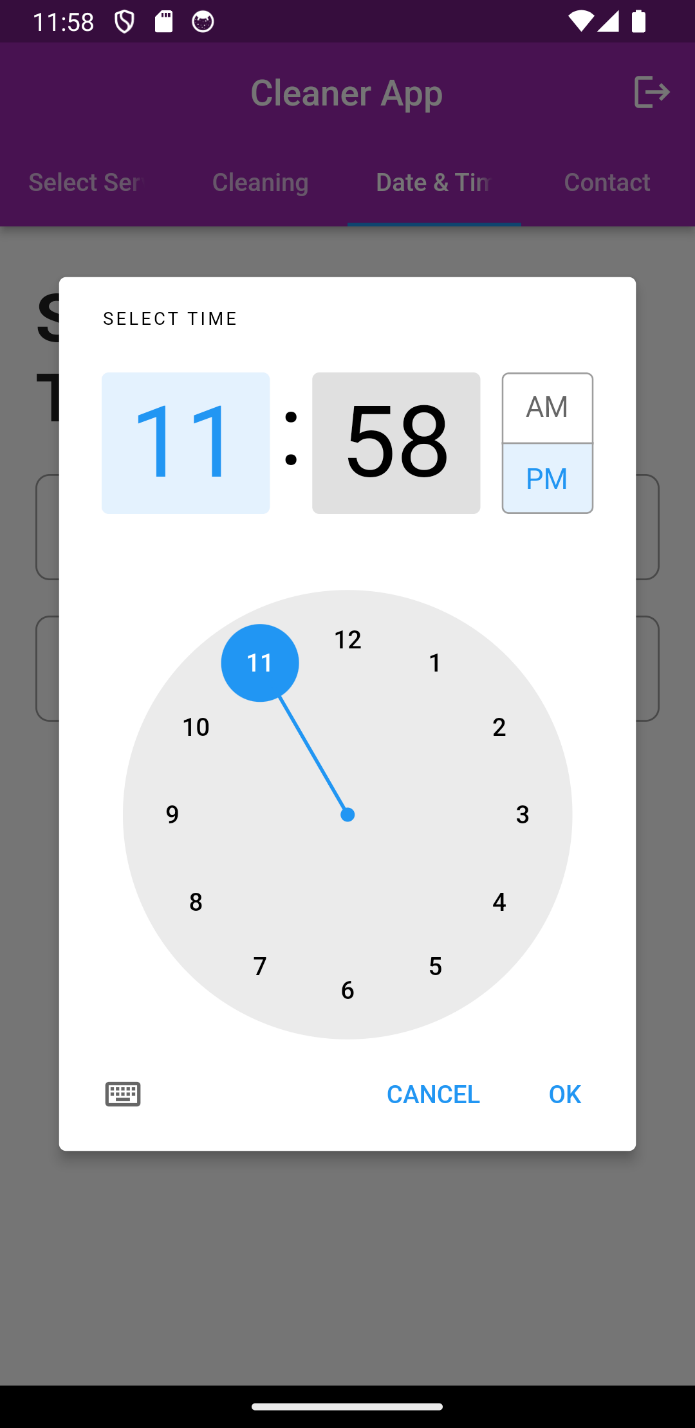 11:58
Cleaner App
Select Ser Cleaning Date & Tin Contact
S
T
SELECT TIME
11 : 58 AM
PM
12
11 1
10 2
9 3
8 4
7 5
6
CANCEL OK